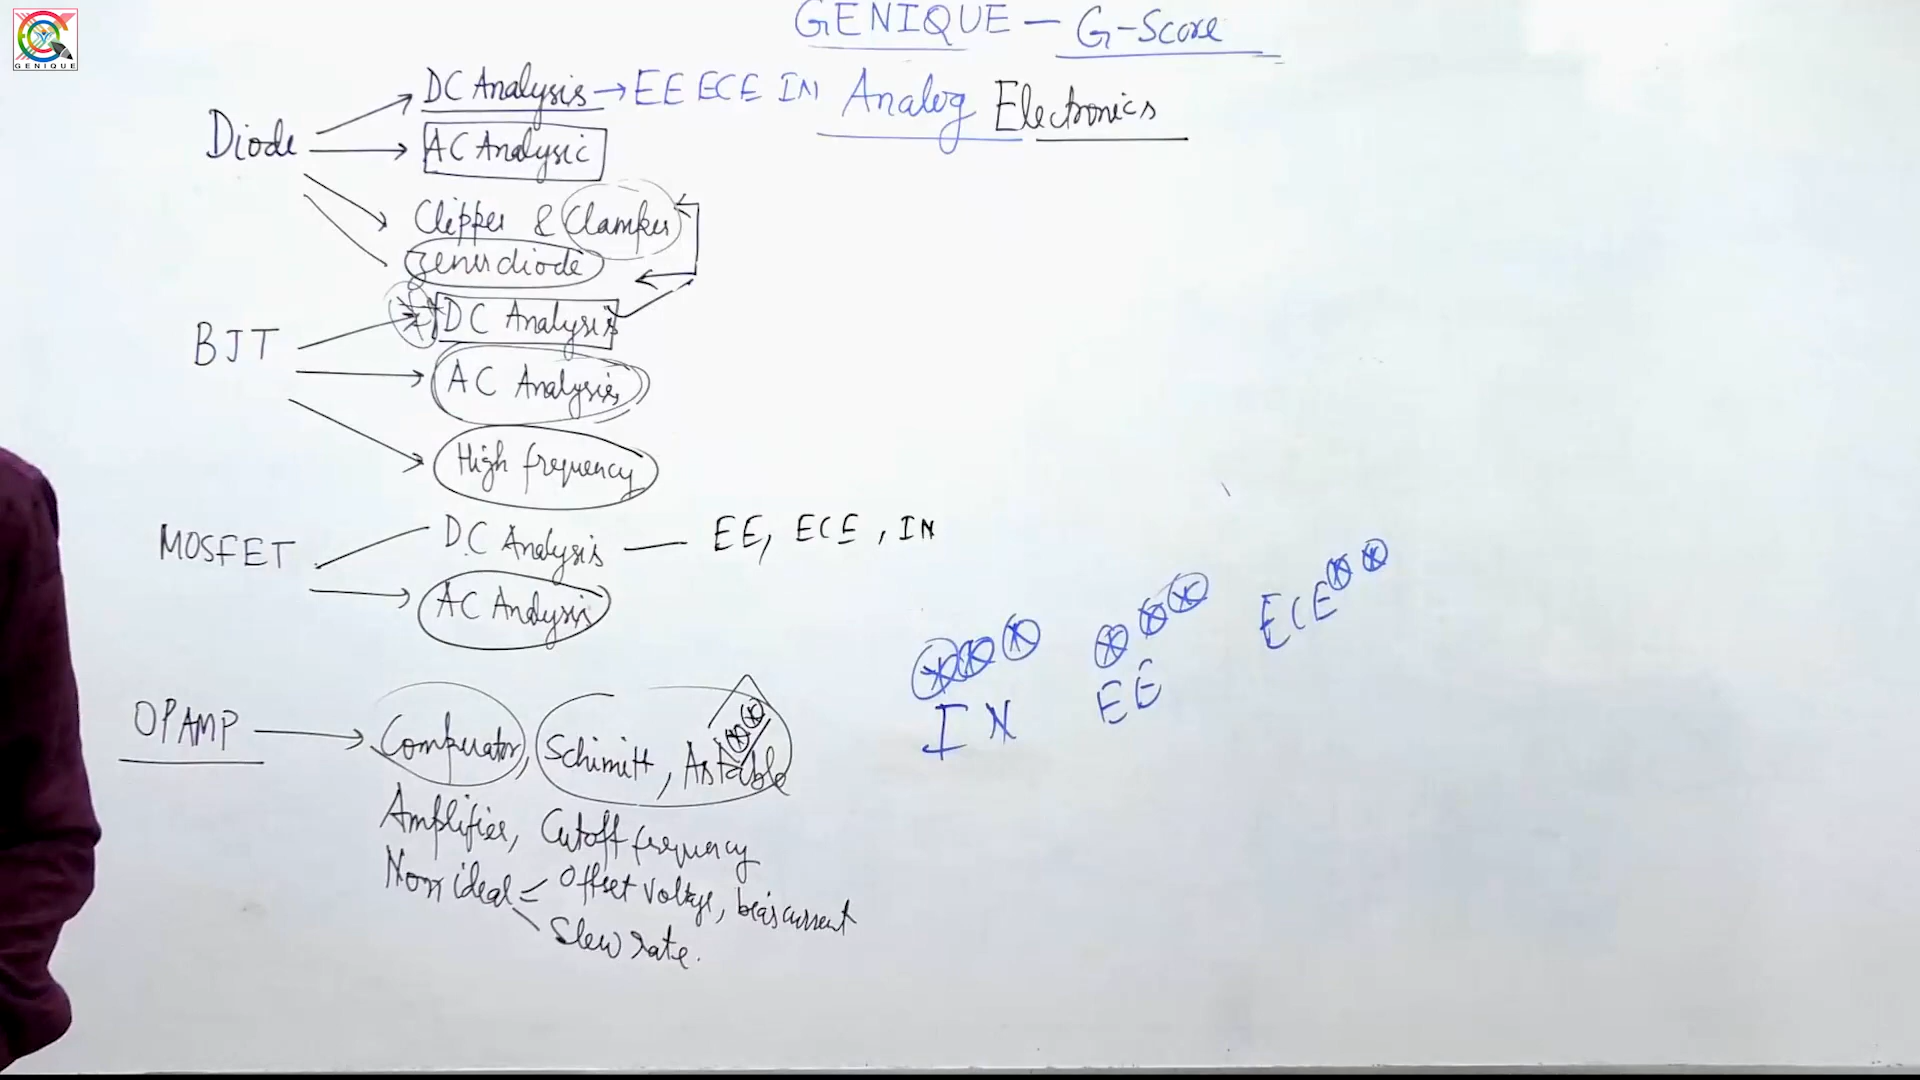 GENIQUE
GENIQUE - G-Score
Analog Electronics
Diode → DC Analysis → EE ECE IN
→ AC Analysic
→ Clipper & Clamper
Zener diode
BJT → DC Analysis
→ AC Analysis
→ High frequency
MOSFET DC Analysis — EE, ECE, IN
→ AC Analysis
OPAMP → Comperator, Schimitt, Astable
Amplifier, Cutoff frequency
Non ideal = Offset voltage, bias current
Slew rate.
IN EE ECE